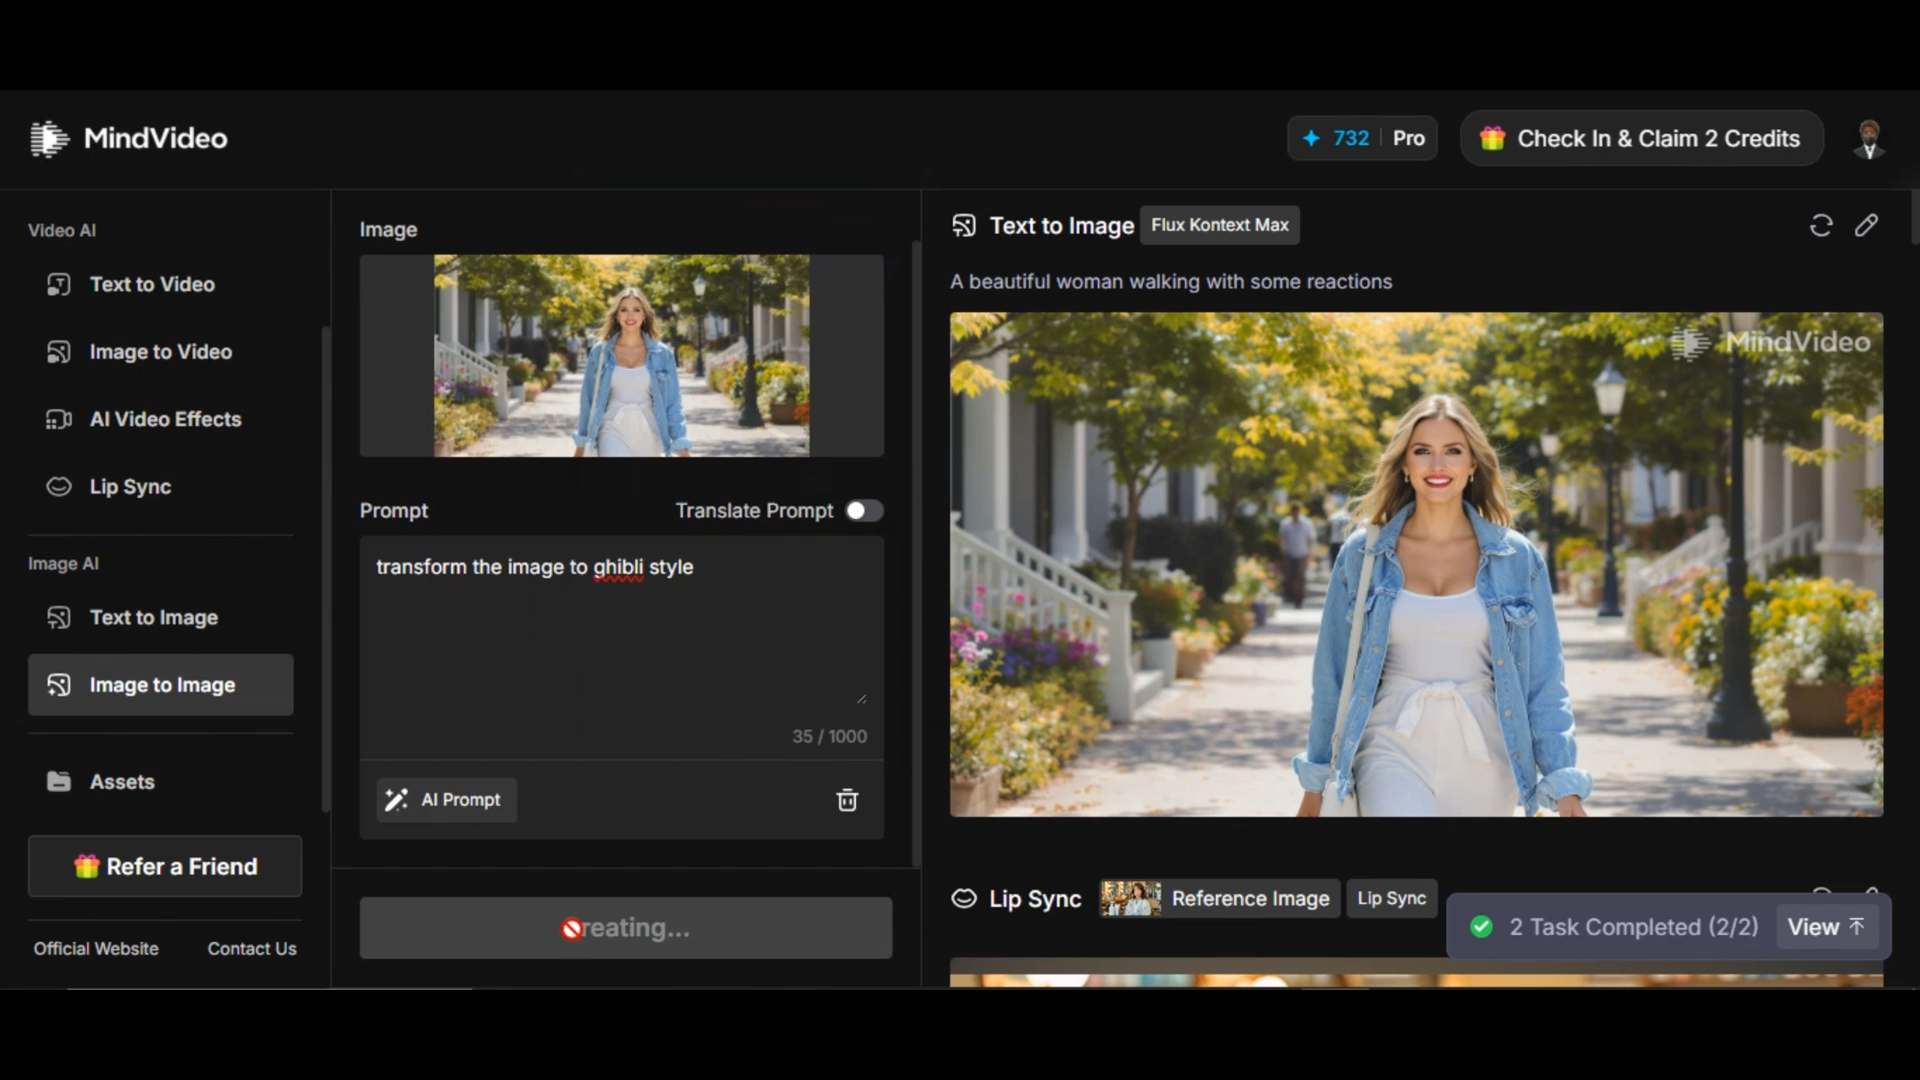 MindVideo
732 Pro
Check In & Claim 2 Credits
Video AI
Text to Video
Image to Video
AI Video Effects
Lip Sync
Image AI
Text to Image
Image to Image
Assets
Refer a Friend
Official Website Contact Us
Image
Prompt Translate Prompt
transform the image to ghibli style
35 / 1000
AI Prompt
reating...
Text to Image Flux Kontext Max
A beautiful woman walking with some reactions
MindVideo
Lip Sync Reference Image Lip Sync
2 Task Completed (2/2) View